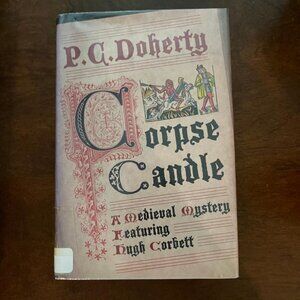 P.C. Doherty
Corpse
Candle
A Medieval Mystery
Featuring
Hugh Corbett